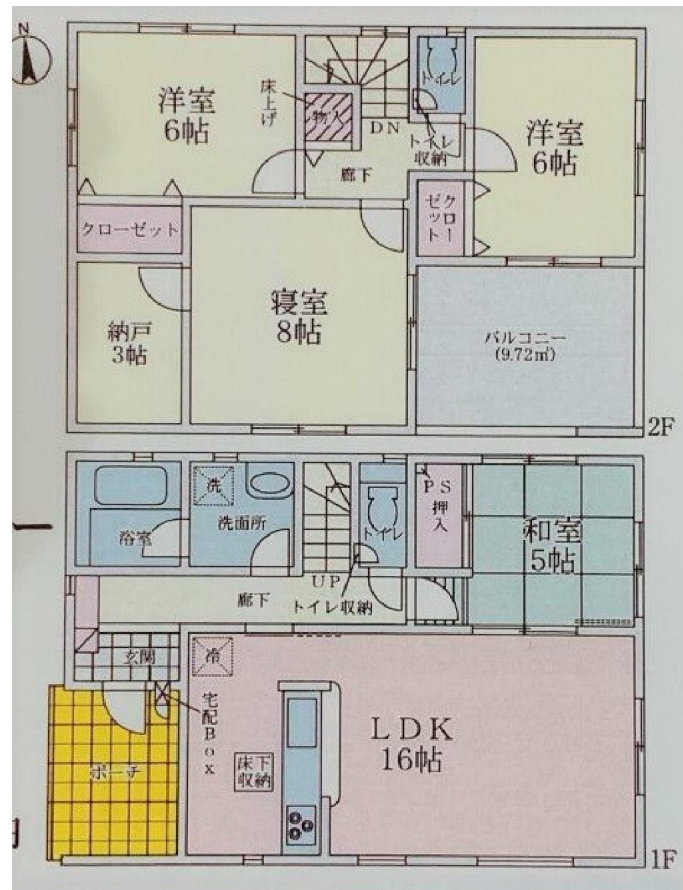 N
洋室
6帖
床上げ
物入
DN
トイレ
トイレ
収納
廊下
洋室
6帖
クローゼット
クロー
ゼット
納戸
3帖
寝室
8帖
バルコニー
(9.72㎡)
2F
浴室
洗
洗面所
UP
トイレ
トイレ収納
PS
押入
和室
5帖
廊下
玄関
冷
宅配Box
ポーチ
床下
収納
LDK
16帖
1F